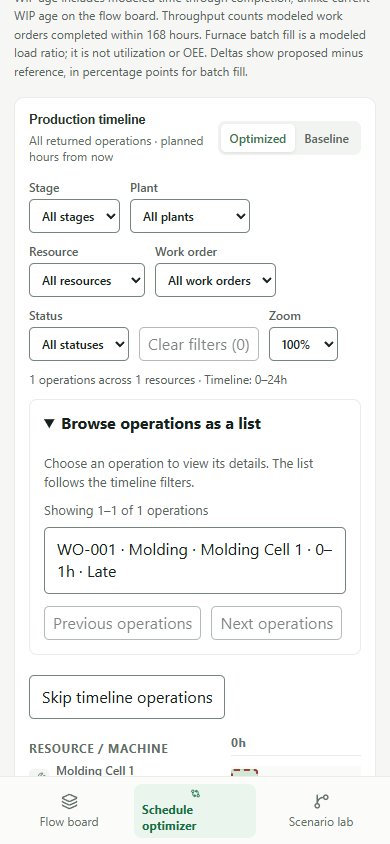 WIP age includes modeled time through completion, unlike current
WIP age on the flow board. Throughput counts modeled work
orders completed within 168 hours. Furnace batch fill is a modeled
load ratio; it is not utilization or OEE. Deltas show proposed minus
reference, in percentage points for batch fill.
Production timeline
All returned operations · planned
hours from now
Optimized
Baseline
Stage
Plant
All stages
All plants
Resource
Work order
All resources
All work orders
Status
Zoom
All statuses
Clear filters (0)
100%
1 operations across 1 resources · Timeline: 0–24h
Browse operations as a list
Choose an operation to view its details. The list
follows the timeline filters.
Showing 1–1 of 1 operations
WO-001 · Molding · Molding Cell 1 · 0–
1h · Late
Previous operations
Next operations
Skip timeline operations
RESOURCE / MACHINE
0h
Molding Cell 1
Flow board
Schedule
optimizer
Scenario lab